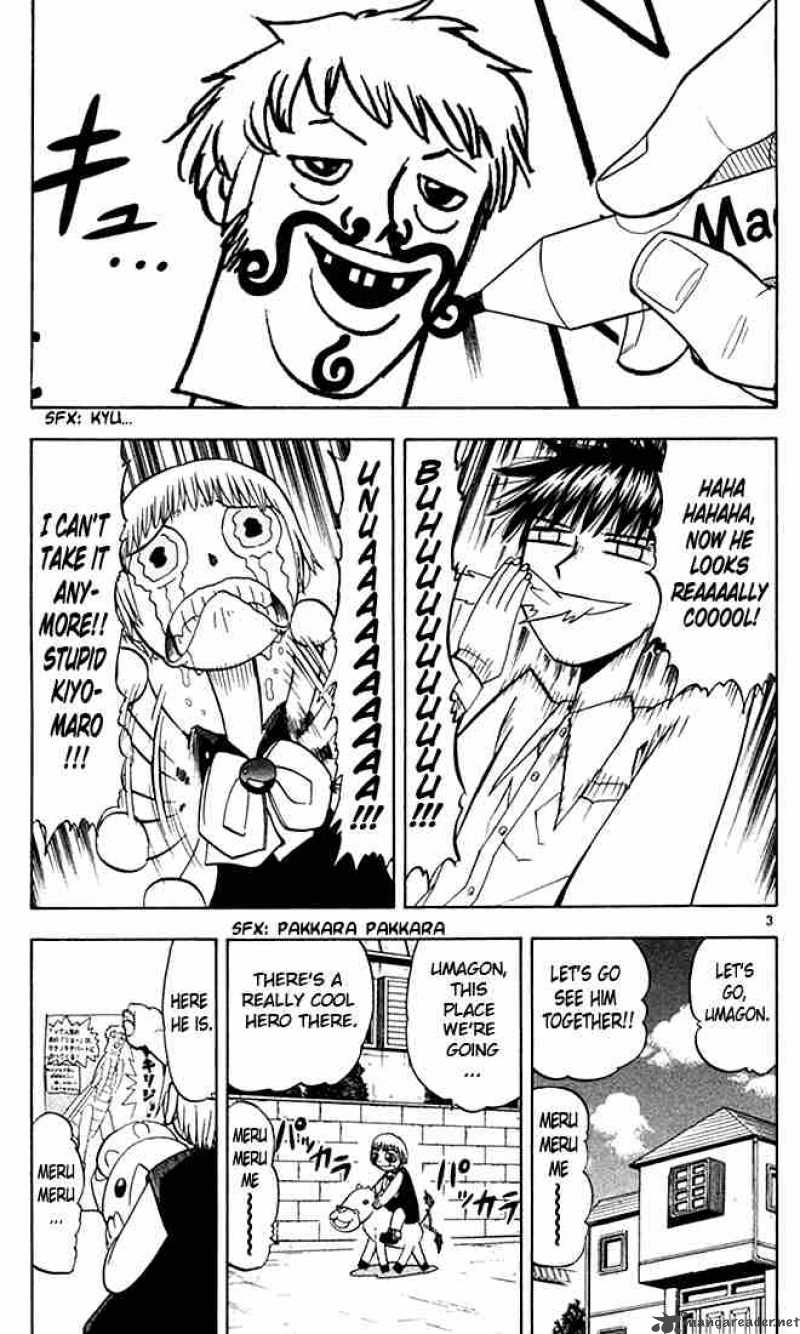 キュ...
Ma
SFX: KYU...
HAHA
HAHAHA,
NOW HE
LOOKS
REAAAALLY
COOOOL!
BUHUUUUUUUUUU!!!
UNUAAAAAAAAAAA!!!
I CAN'T
TAKE IT
ANY-
MORE!!
STUPID
KIYO-
MARO
!!!
3
SFX: PAKKARA PAKKARA
LET'S
GO,
UMAGON.
LET'S GO
SEE HIM
TOGETHER!!
MERU
MERU
ME
~
UMAGON,
THIS
PLACE
WE'RE
GOING
...
THERE'S A
REALLY COOL
HERO THERE.
パッカラ
パッカラ
MERU
MERU
ME
~
HERE
HE IS.
MERU
MERU
...
mangareader.net